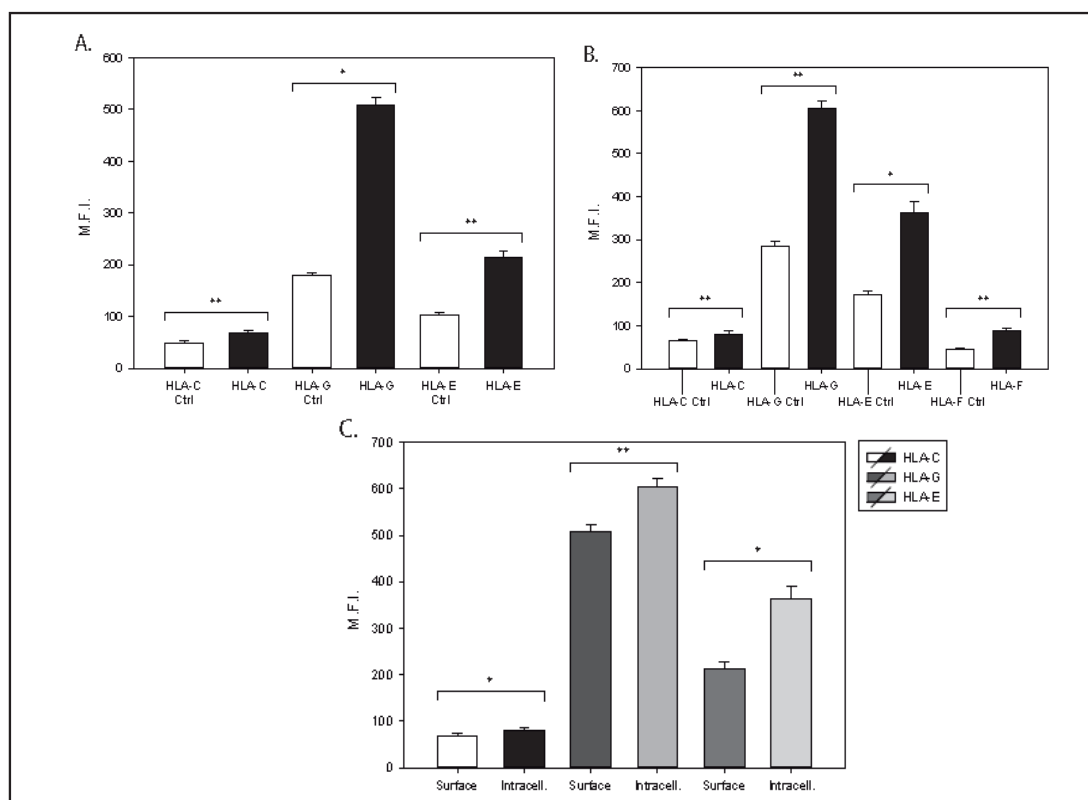 A.
600
500
400
300
200
100
0
M.F.I.
*
**
**
HLA-C Ctrl
HLA-C
HLA-G Ctrl
HLA-G
HLA-E Ctrl
HLA-E
B.
700
600
500
400
300
200
100
0
M.F.I.
**
*
**
**
HLA-C
HLA-G
HLA-E
HLA-F
HLA-C Ctrl
HLA-G Ctrl
HLA-E Ctrl
HLA-F Ctrl
C.
700
600
500
400
300
200
100
0
M.F.I.
**
*
*
Surface
Intracell.
Surface
Intracell.
Surface
Intracell.
HLA-C
HLA-G
HLA-E